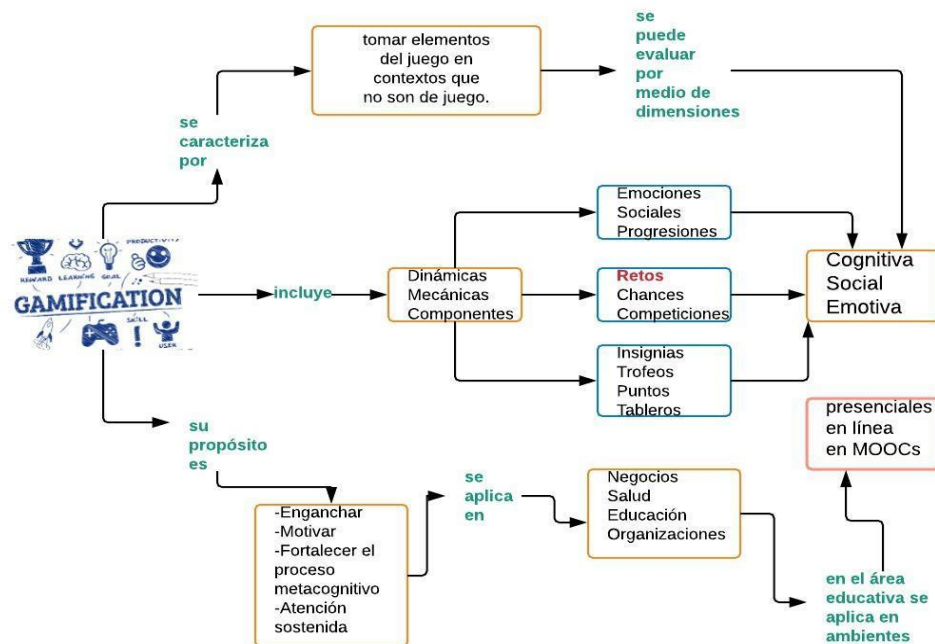 tomar elementos
del juego en
contextos que
no son de juego.
se
puede
evaluar
por
medio de
dimensiones
se
caracteriza
por
Emociones
Sociales
Progresiones
PRODUCTIVITY
REWARD LEARNING GOAL
GAMIFICATION
SKILL
USER
incluye
Dinámicas
Mecánicas
Componentes
Retos
Chances
Competiciones
Cognitiva
Social
Emotiva
Insignias
Trofeos
Puntos
Tableros
presenciales
en línea
en MOOCs
su
propósito
es
-Enganchar
-Motivar
-Fortalecer el
proceso
metacognitivo
-Atención
sostenida
se
aplica
en
Negocios
Salud
Educación
Organizaciones
en el área
educativa se
aplica en
ambientes